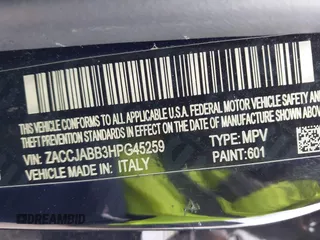 THIS VEHICLE CONFORMS TO ALL APPLICABLE U.S.A. FEDERAL MOTOR VEHICLE SAFETY AND
THEFT PREVENTION STANDARDS IN EFFECT ON THE DATE OF MANUFACTURE SHOWN
VIN: ZACCJABB3HPG45259 TYPE: MPV
VEHICLE MADE IN: ITALY PAINT:601
DREAMBID